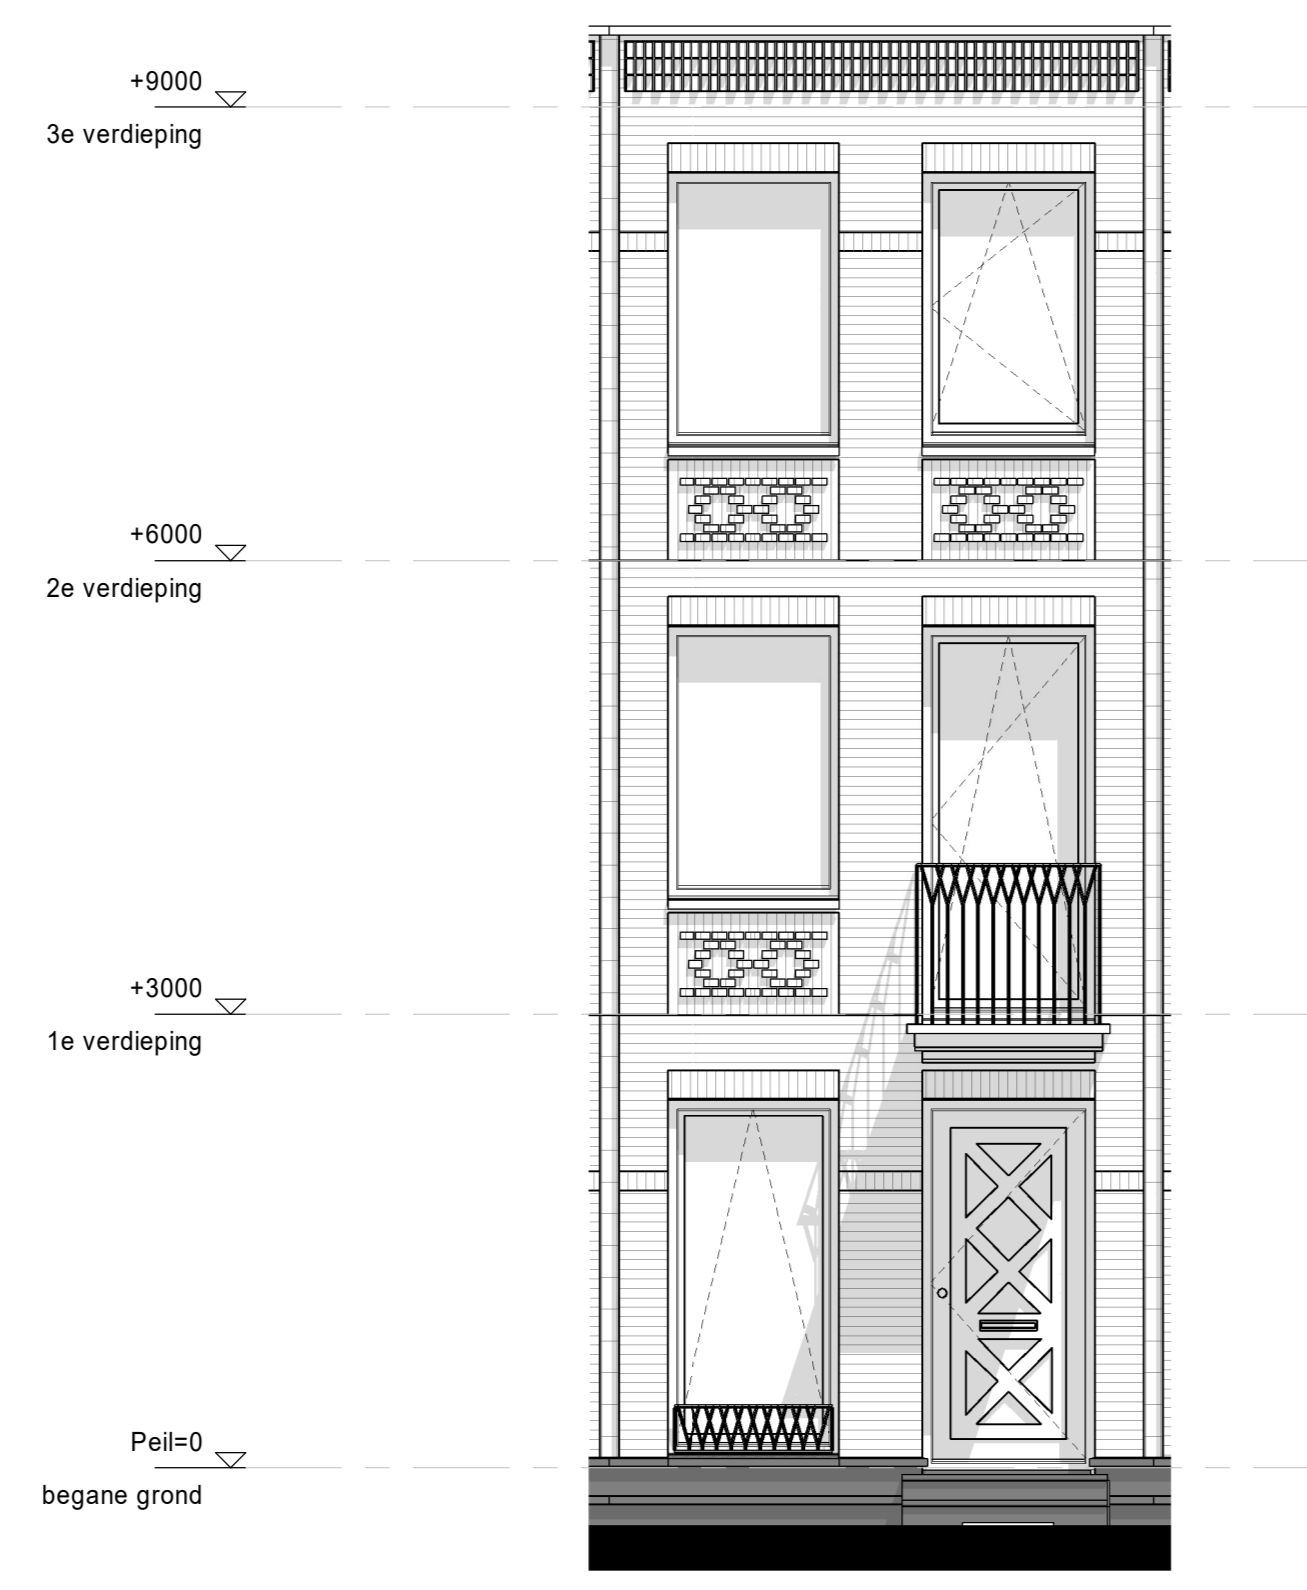 +9000
3e verdieping
+6000
2e verdieping
+3000
1e verdieping
Peil=0
begane grond